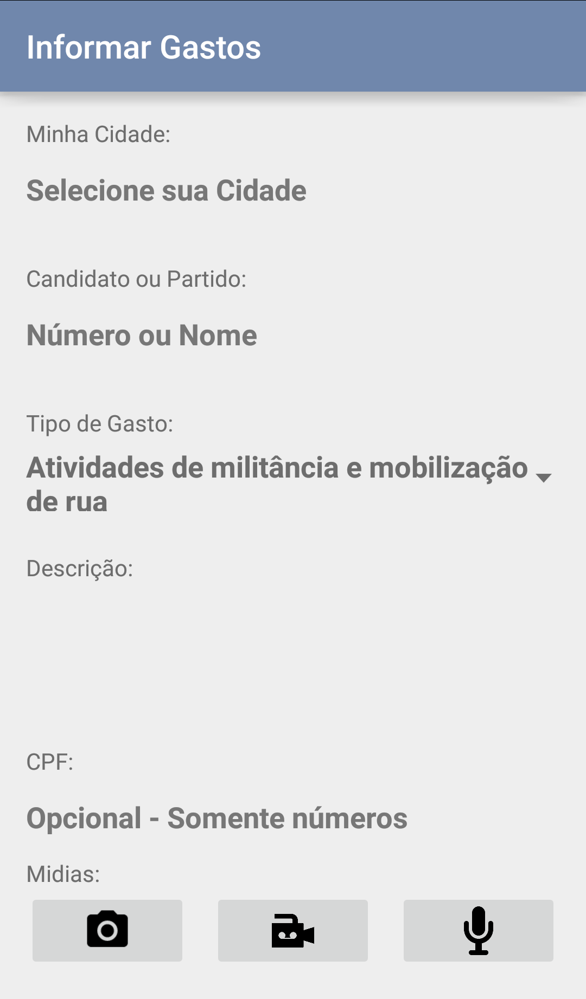 Informar Gastos
Minha Cidade:
Selecione sua Cidade
Candidato ou Partido:
Número ou Nome
Tipo de Gasto:
Atividades de militância e mobilização
de rua
Descrição:
CPF:
Opcional - Somente números
Midias: